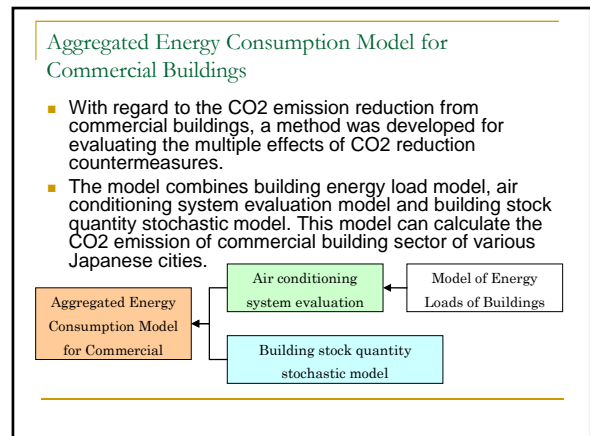 Aggregated Energy Consumption Model for
Commercial Buildings
With regard to the CO2 emission reduction from
commercial buildings, a method was developed for
evaluating the multiple effects of CO2 reduction
countermeasures.
The model combines building energy load model, air
conditioning system evaluation model and building stock
quantity stochastic model. This model can calculate the
CO2 emission of commercial building sector of various
Japanese cities.
Air conditioning
system evaluation
Model of Energy
Loads of Buildings
Aggregated Energy
Consumption Model
for Commercial
Building stock quantity
stochastic model